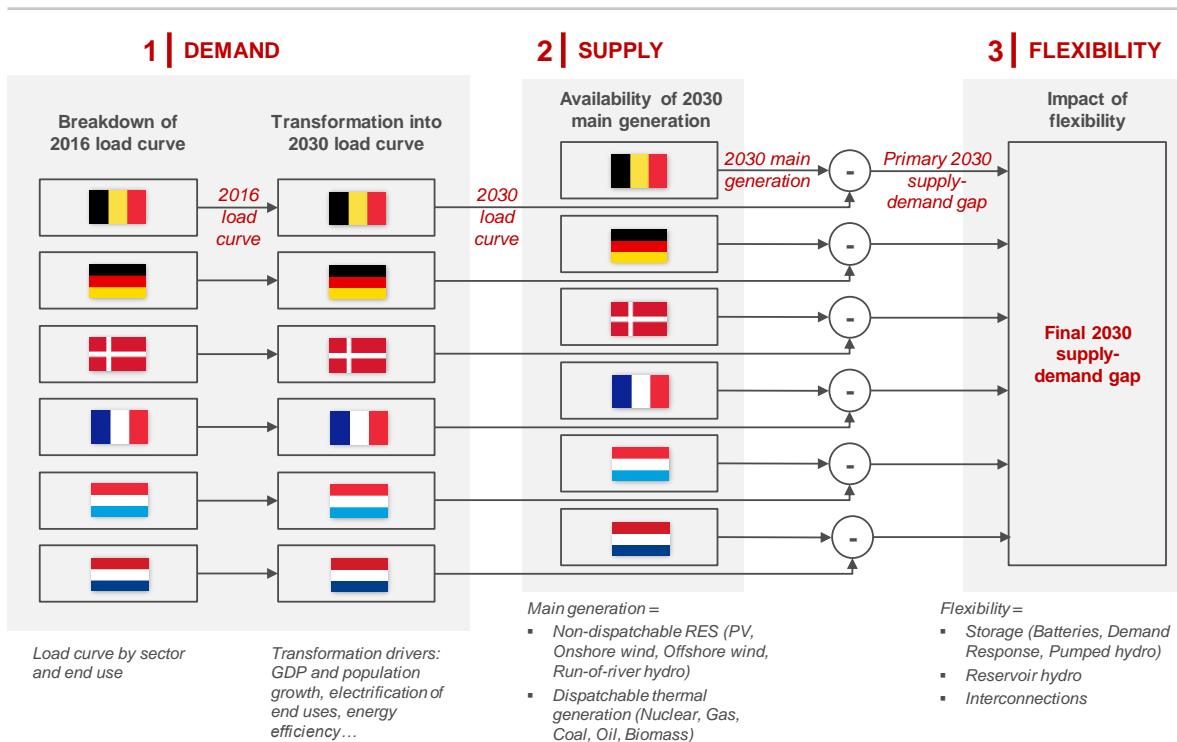 1 | DEMAND
2 | SUPPLY
3 | FLEXIBILITY
Breakdown of
2016 load curve
Transformation into
2030 load curve
Availability of 2030
main generation
Impact of
flexibility
2016
load
curve
2030
load
curve
2030 main
generation
Primary 2030
supply-
demand gap
-
-
-
-
-
-
Final 2030
supply-
demand gap
Load curve by sector
and end use
Transformation drivers:
GDP and population
growth, electrification of
end uses, energy
efficiency…
Main generation =
▪ Non-dispatchable RES (PV,
Onshore wind, Offshore wind,
Run-of-river hydro)
▪ Dispatchable thermal
generation (Nuclear, Gas,
Coal, Oil, Biomass)
Flexibility =
▪ Storage (Batteries, Demand
Response, Pumped hydro)
▪ Reservoir hydro
▪ Interconnections